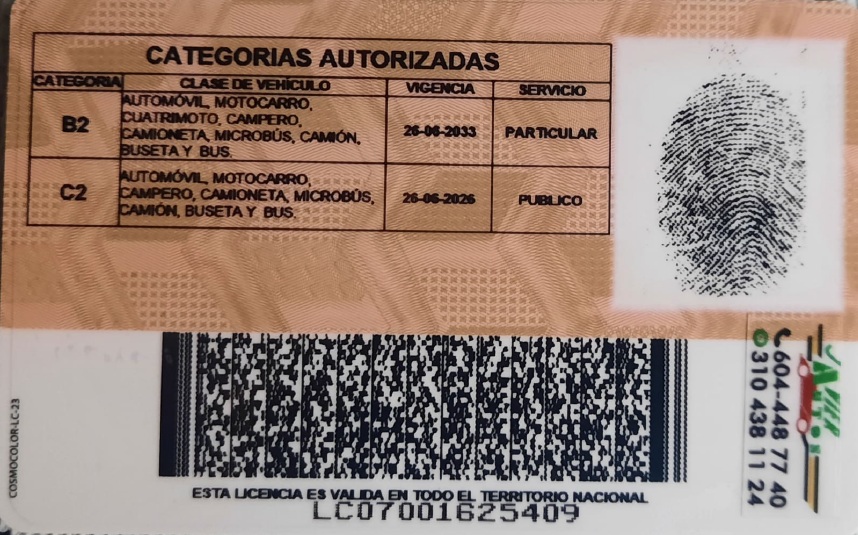 CATEGORIAS AUTORIZADAS
CATEGORIA CLASE DE VEHÍCULO VIGENCIA SERVICIO
B2
AUTOMÓVIL, MOTOCARRO,
CUATRIMOTO, CAMPERO,
CAMIONETA, MICROBÚS, CAMIÓN,
BUSETA Y BUS.
26-06-2033 PARTICULAR
C2
AUTOMÓVIL, MOTOCARRO,
CAMPERO, CAMIONETA, MICROBÚS,
CAMIÓN, BUSETA Y BUS.
26-06-2026 PUBLICO
COSMOCOLOR-LC-23
604-448 77 40
310 438 11 24
ESTA LICENCIA ES VALIDA EN TODO EL TERRITORIO NACIONAL
LC07001625409